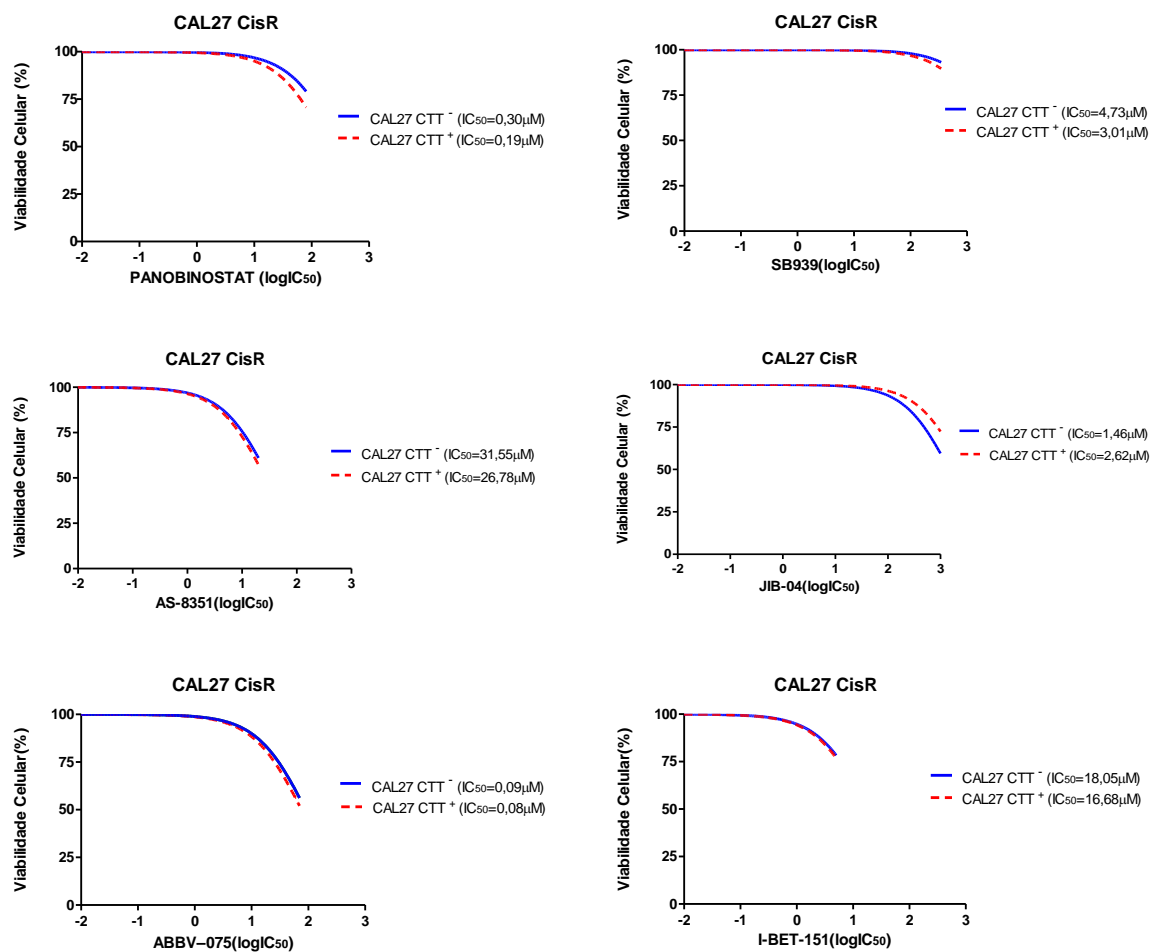 CAL27 CisR
Viabilidade Celular (%)
100
75
50
25
0
-2 -1 0 1 2 3
PANOBINOSTAT (logIC50)
CAL27 CTT - (IC50=0,30µM)
CAL27 CTT + (IC50=0,19µM)
CAL27 CisR
Viabilidade Celular (%)
100
75
50
25
0
-2 -1 0 1 2 3
SB939(logIC50)
CAL27 CTT - (IC50=4,73µM)
CAL27 CTT + (IC50=3,01µM)
CAL27 CisR
Viabilidade Celular (%)
100
75
50
25
0
-2 -1 0 1 2 3
AS-8351(logIC50)
CAL27 CTT - (IC50=31,55µM)
CAL27 CTT + (IC50=26,78µM)
CAL27 CisR
Viabilidade Celular (%)
100
75
50
25
0
-2 -1 0 1 2 3
JIB-04(logIC50)
CAL27 CTT - (IC50=1,46µM)
CAL27 CTT + (IC50=2,62µM)
CAL27 CisR
Viabilidade Celular(%)
100
75
50
25
0
-2 -1 0 1 2 3
ABBV–075(logIC50)
CAL27 CTT - (IC50=0,09µM)
CAL27 CTT + (IC50=0,08µM)
CAL27 CisR
Viabilidade Celular(%)
100
75
50
25
0
-2 -1 0 1 2 3
I-BET-151(logIC50)
CAL27 CTT - (IC50=18,05µM)
CAL27 CTT + (IC50=16,68µM)